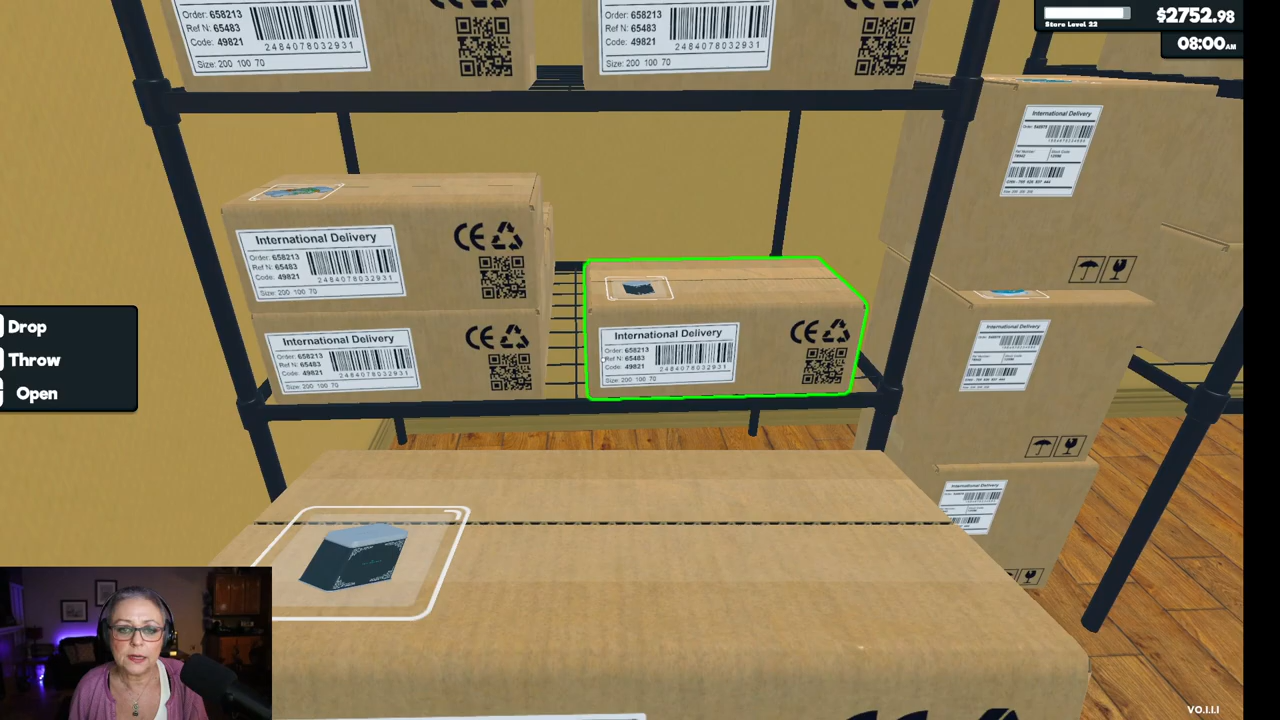 Order: 658213
Ref N: 65483
Code: 49821
2484078032931
Size: 200 100 70
Order: 658213
Ref N: 65483
Code: 49821
2484078032931
Size: 200 100 70
Store Level 22
$2752.98
08:00AM
International Delivery
International Delivery
Order: 658213
Ref N: 65483
Code: 49821
2484078032931
Size: 200 100 70
CE
International Delivery
Order: 658213
Ref N: 65483
Code: 49821
2484078032931
Size: 200 100 70
CE
International Delivery
Order: 658213
Ref N: 65483
Code: 49821
2484078032931
Size: 200 100 70
CE
International Delivery
International Delivery
Drop
Throw
Open
V0.1.1.1